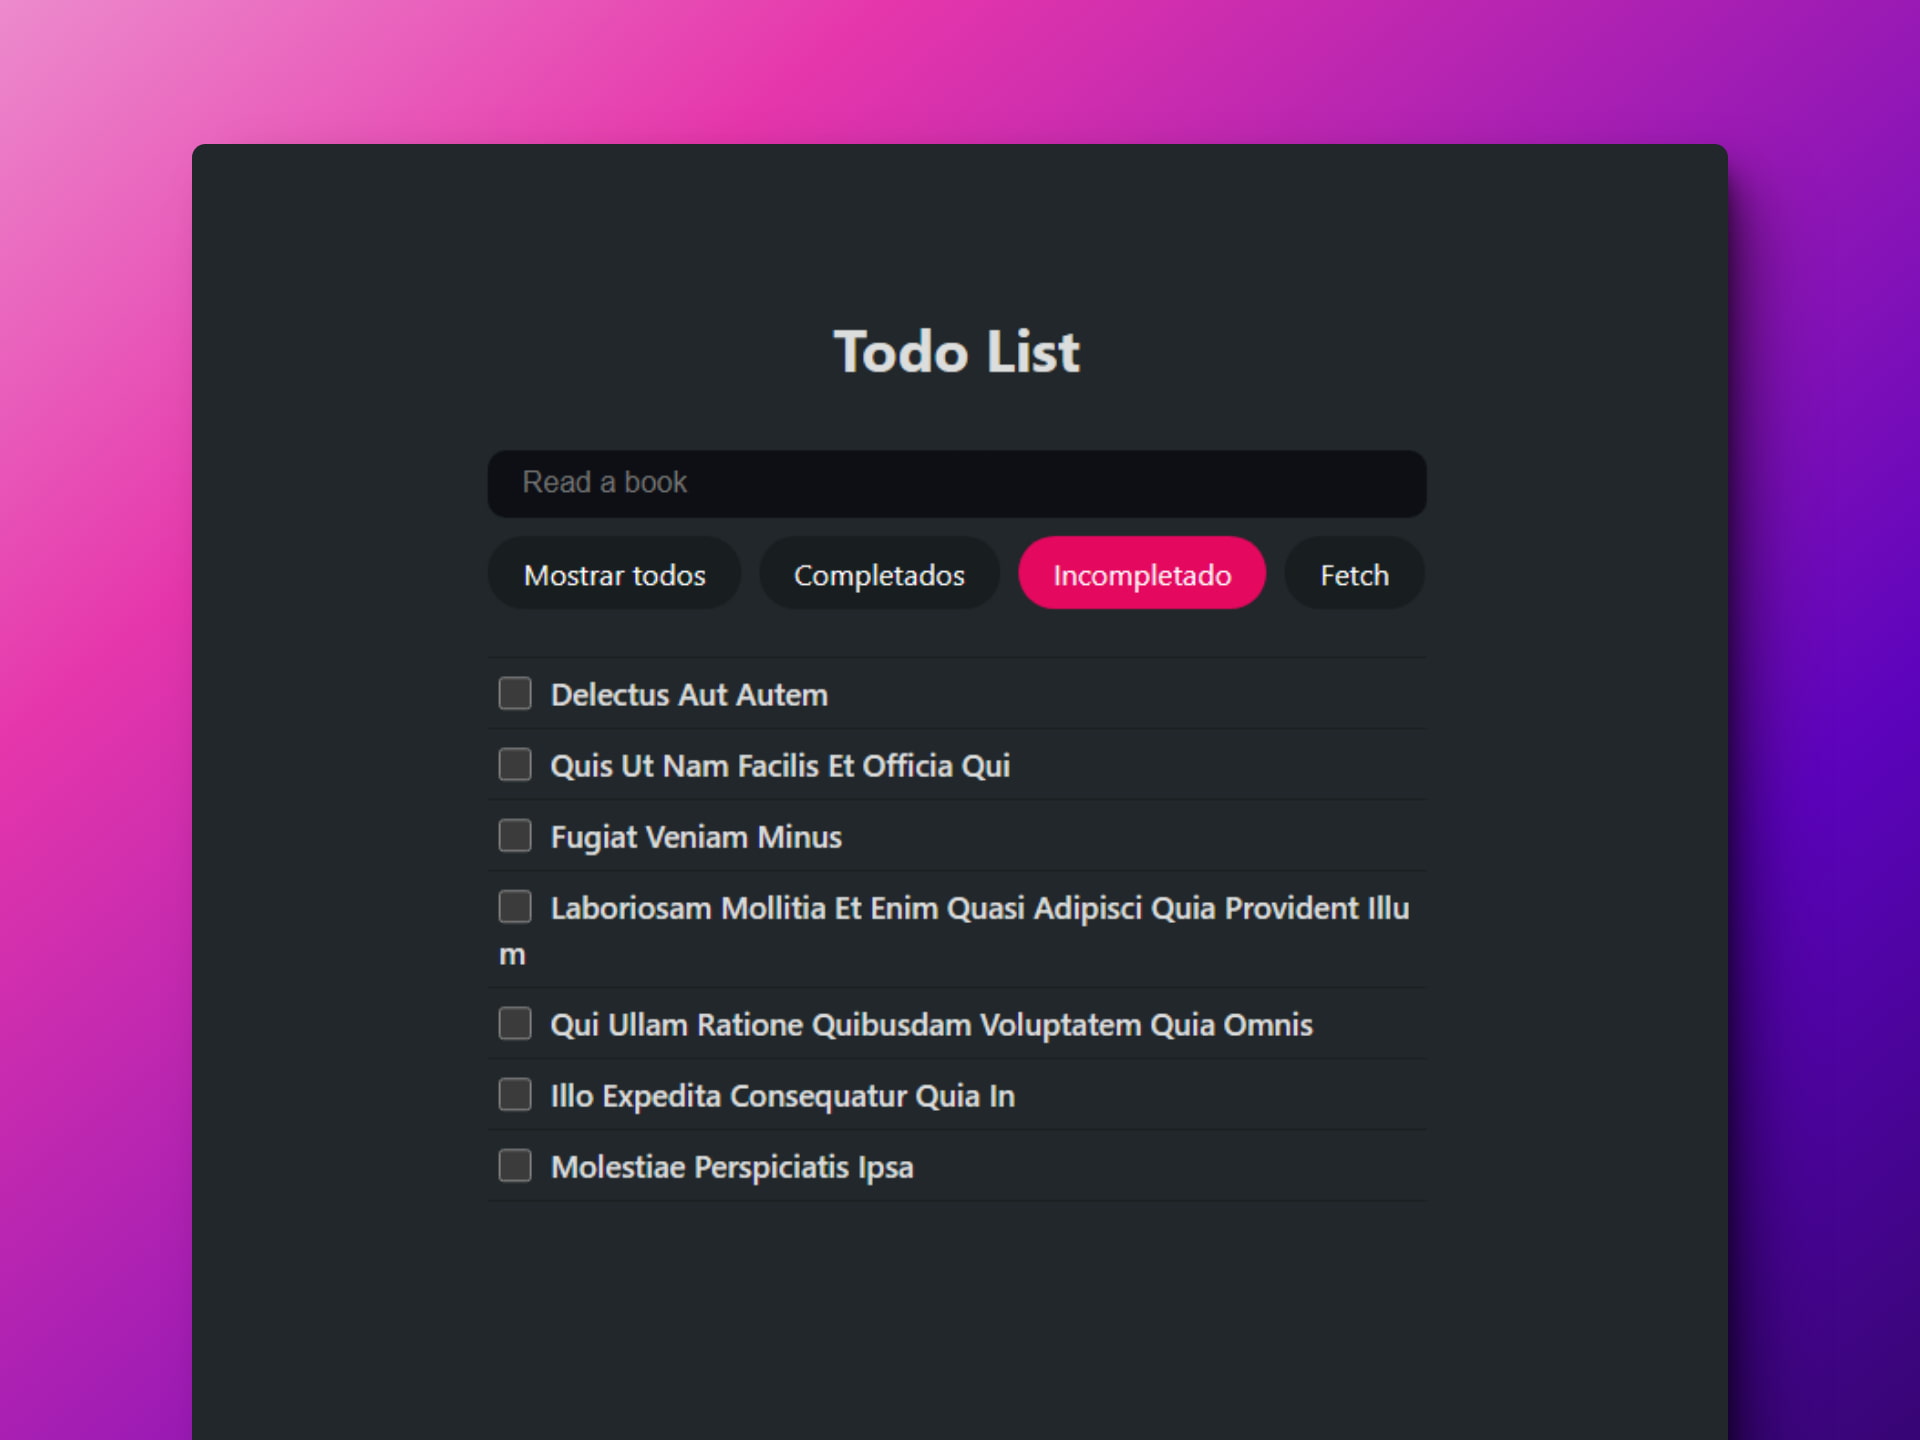 Todo List
Read a book
Mostrar todos Completados Incompletado Fetch
Delectus Aut Autem
Quis Ut Nam Facilis Et Officia Qui
Fugiat Veniam Minus
Laboriosam Mollitia Et Enim Quasi Adipisci Quia Provident Illu
m
Qui Ullam Ratione Quibusdam Voluptatem Quia Omnis
Illo Expedita Consequatur Quia In
Molestiae Perspiciatis Ipsa